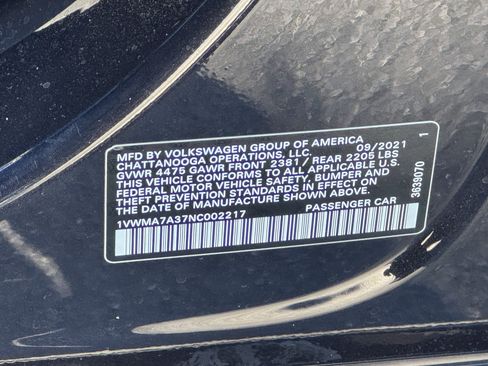 MFD BY VOLKSWAGEN GROUP OF AMERICA
CHATTANOOGA OPERATIONS, LLC. 09/2021 1
GVWR 4475 GAWR FRONT 2381/ REAR 2205 LBS
THIS VEHICLE CONFORMS TO ALL APPLICABLE U.S.
FEDERAL MOTOR VEHICLE SAFETY, BUMPER AND
THEFT PREVENTION STANDARDS IN EFFECT ON
THE DATE OF MANUFACTURE SHOWN ABOVE.
1VWMA7A37NC002217 PASSENGER CAR
3639070